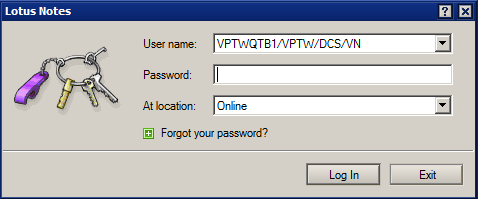 Lotus Notes
User name: VPTWQTB1/VPTW/DCS/VN
Password:
At location: Online
Forgot your password?
Log In Exit